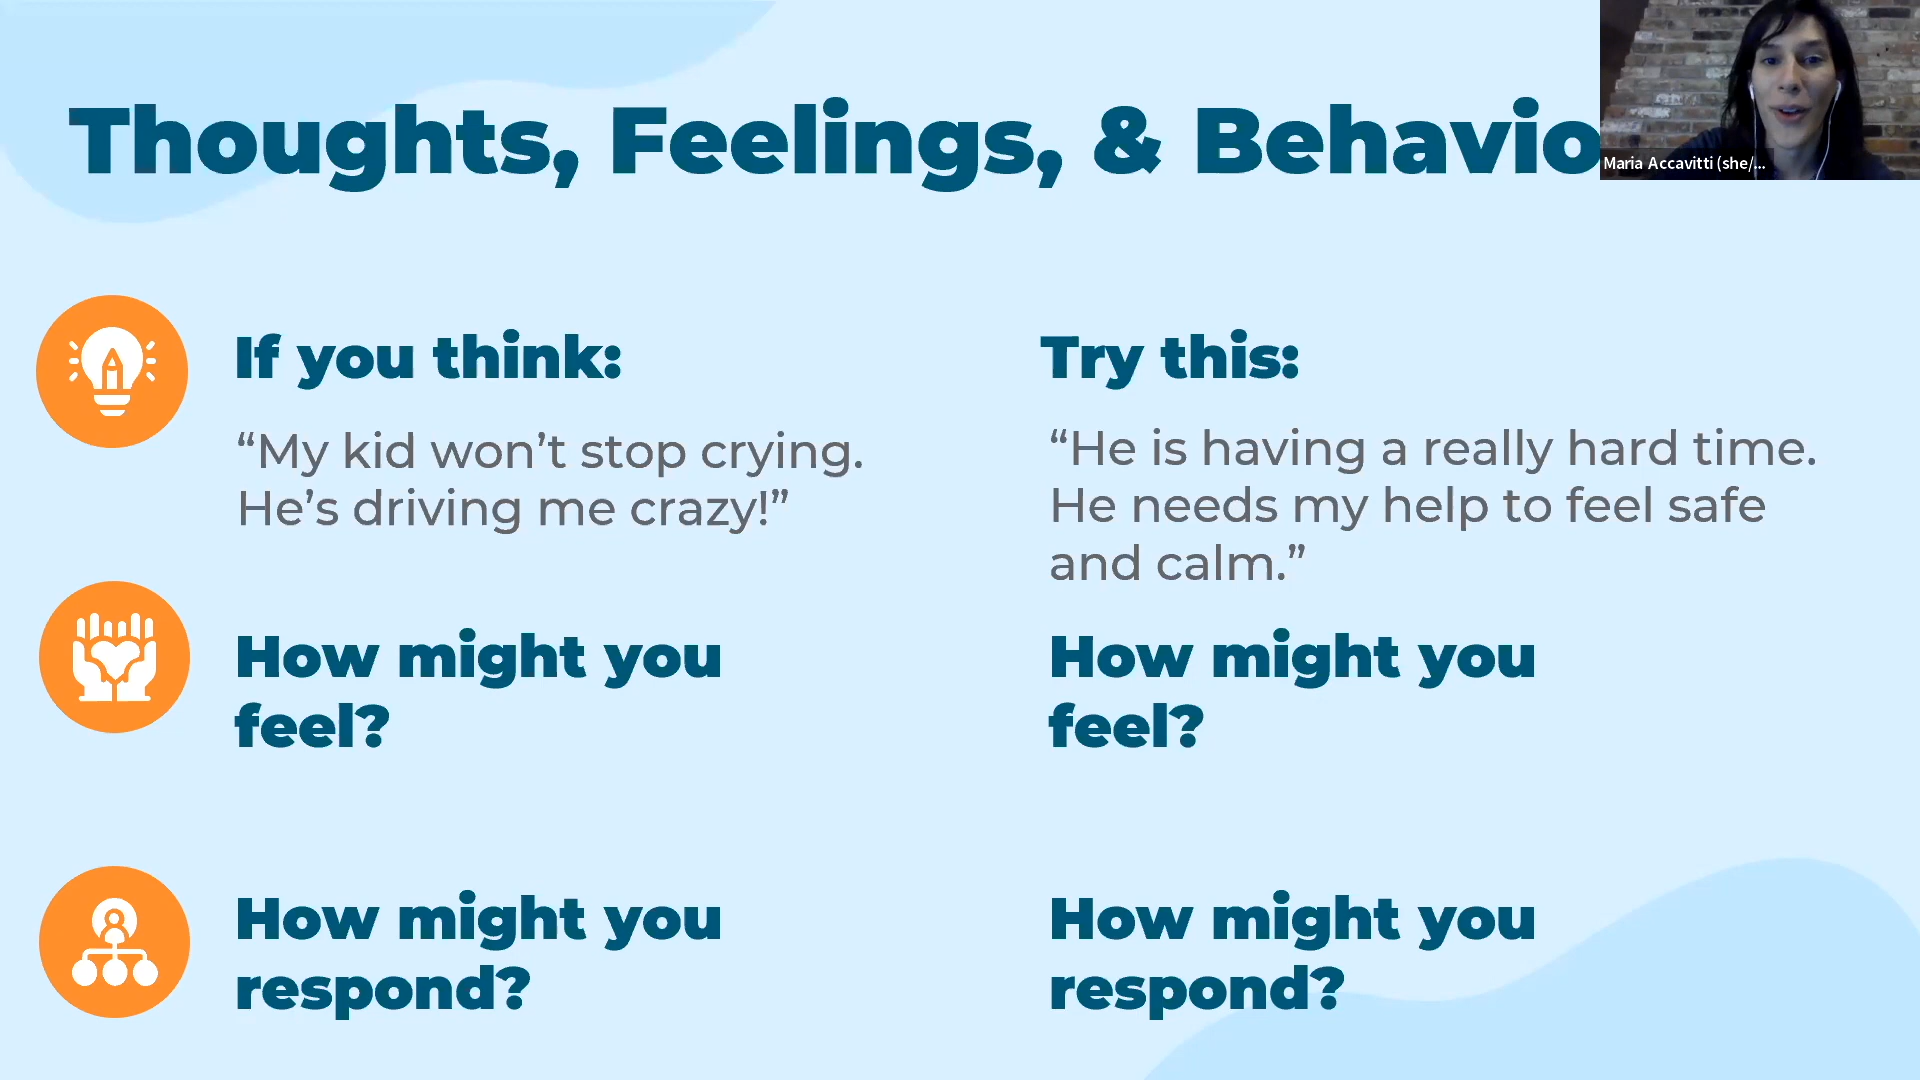 Thoughts, Feelings, & Behavio
Maria Accavitti (she/...
If you think:
“My kid won’t stop crying.
He’s driving me crazy!”
Try this:
“He is having a really hard time.
He needs my help to feel safe
and calm.”
How might you
feel?
How might you
feel?
How might you
respond?
How might you
respond?